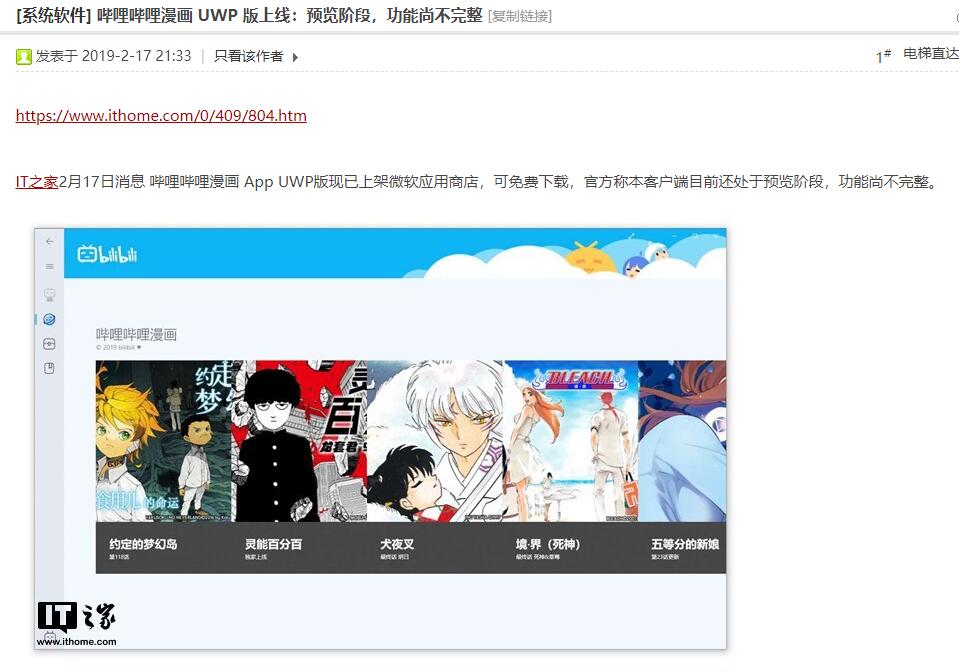 [系统软件] 哔哩哔哩漫画 UWP 版上线：预览阶段，功能尚不完整 [复制链接]
发表于 2019-2-17 21:33 | 只看该作者
1# 电梯直达
https://www.ithome.com/0/409/804.htm
IT之家2月17日消息 哔哩哔哩漫画 App UWP版现已上架微软应用商店，可免费下载，官方称本客户端目前还处于预览阶段，功能尚不完整。
bilibili
哔哩哔哩漫画
© 2019 bilibili ♥
约定的梦
食用儿的命运
灵
百
龙套君
BLEACH
约定的梦幻岛
灵能百分百
犬夜叉
境·界（死神）
五等分的新娘
第118话
独家上线
最终话 明日
最终话 死神&草莓
第23话更新
IT之家
www.ithome.com